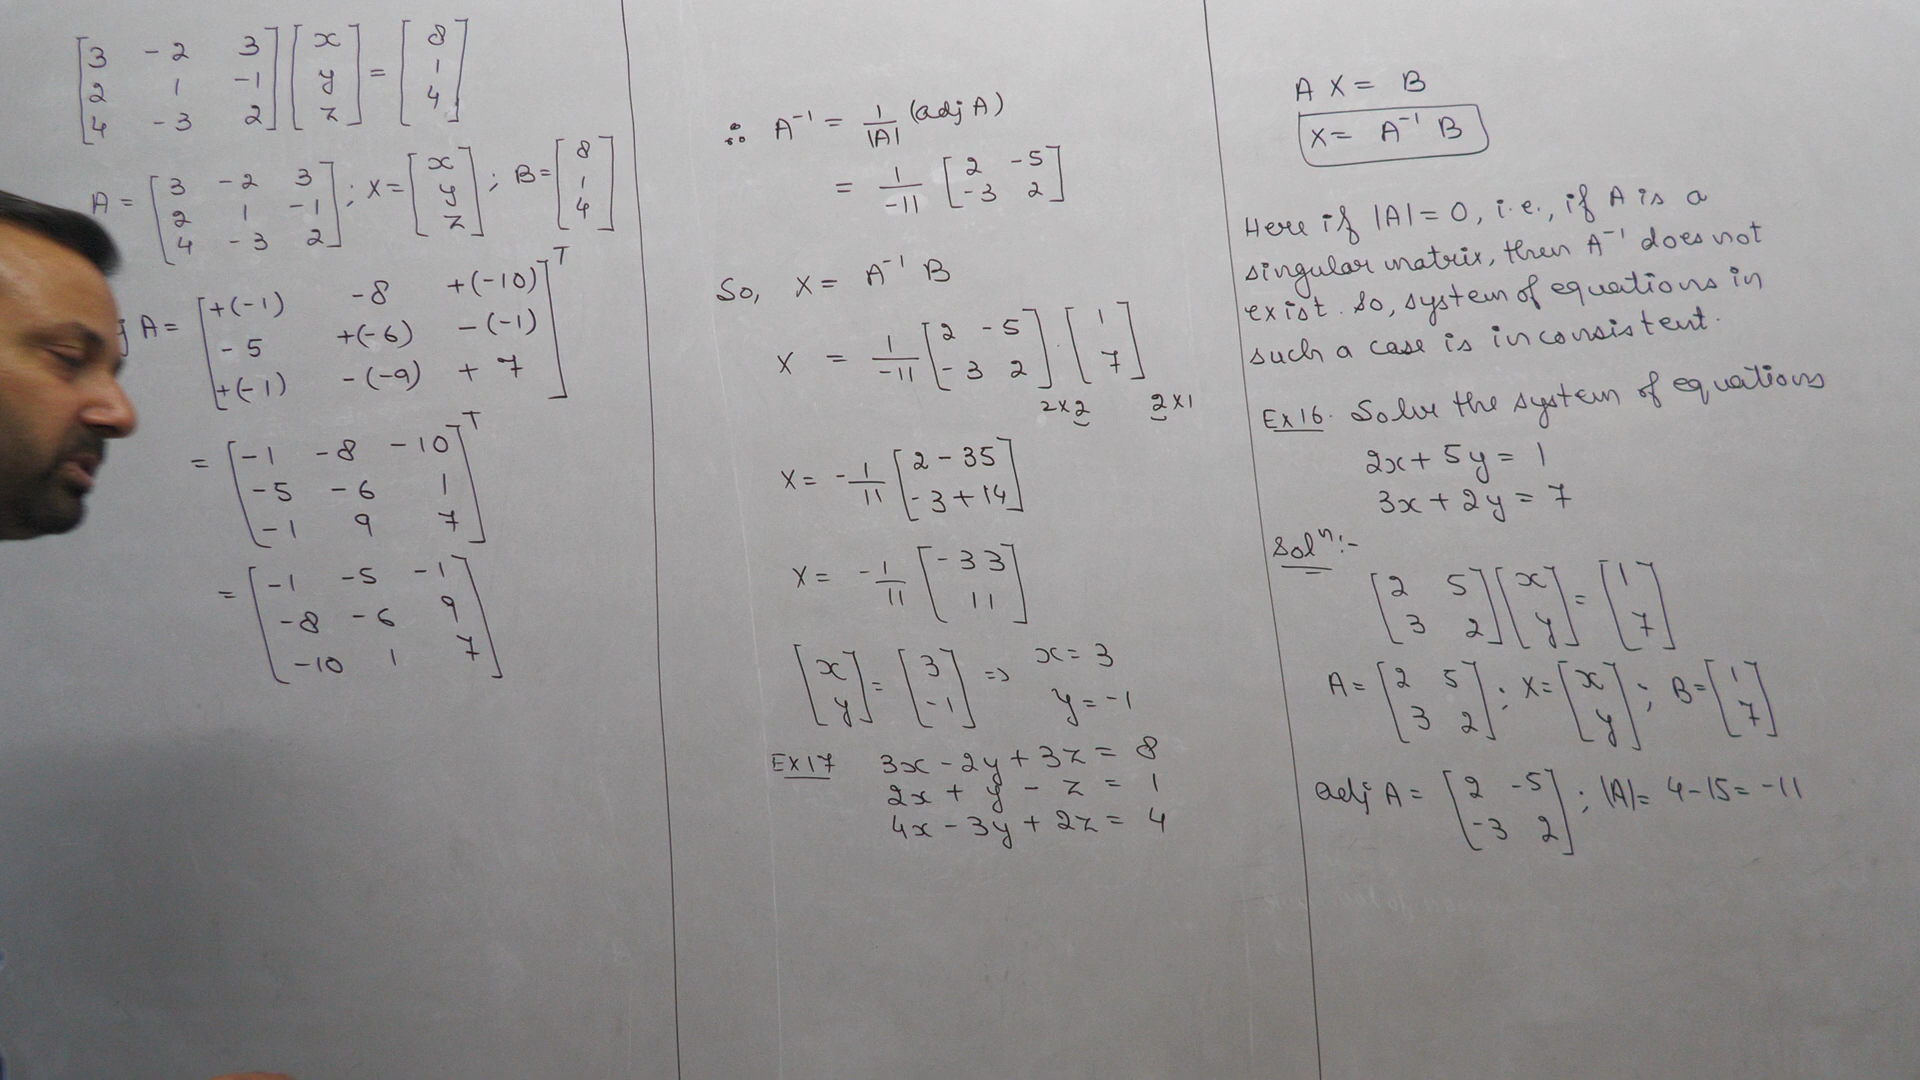 [3 -2 3] [x] = [8]
[2 1 -1] [y] [1]
[4 -3 2] [z] [4]
A = [3 -2 3] ; X = [x] ; B = [8]
[2 1 -1] [y] [1]
[4 -3 2] [z] [4]
j A = [+(-1) -8 +(-10)]ᵀ
[-5 +(-6) -(-1)]
[+(-1) -(-9) +7]
= [-1 -8 -10]ᵀ
[-5 -6 1]
[-1 9 7]
= [-1 -5 -1]
[-8 -6 9]
[-10 1 7]
∴ A⁻¹ = 1/|A| (adj A)
= 1/-11 [2 -5]
[-3 2]
So, X = A⁻¹ B
X = 1/-11 [2 -5] . [1]
[-3 2] [7]
2x2 2x1
X = -1/11 [2 - 35]
[-3 + 14]
X = -1/11 [-33]
[11]
[x] = [3] => x = 3
[y] [-1] y = -1
Ex 17 3x - 2y + 3z = 8
2x + y - z = 1
4x - 3y + 2z = 4
A X = B
X = A⁻¹ B
Here if |A| = 0, i.e., if A is a
singular matrix, then A⁻¹ does not
exist. So, system of equations in
such a case is inconsistent.
Ex 16. Solve the system of equations
2x + 5y = 1
3x + 2y = 7
Solⁿ:-
[2 5] [x] = [1]
[3 2] [y] [7]
A = [2 5] ; X = [x] ; B = [1]
[3 2] [y] [7]
adj A = [2 -5] ; |A| = 4 - 15 = -11
[-3 2]